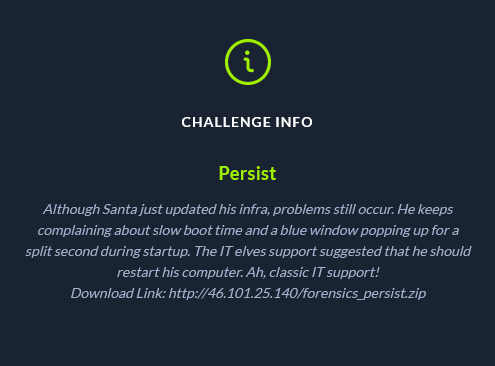 CHALLENGE INFO
Persist
Although Santa just updated his infra, problems still occur. He keeps
complaining about slow boot time and a blue window popping up for a
split second during startup. The IT elves support suggested that he should
restart his computer. Ah, classic IT support!
Download Link: http://46.101.25.140/forensics_persist.zip